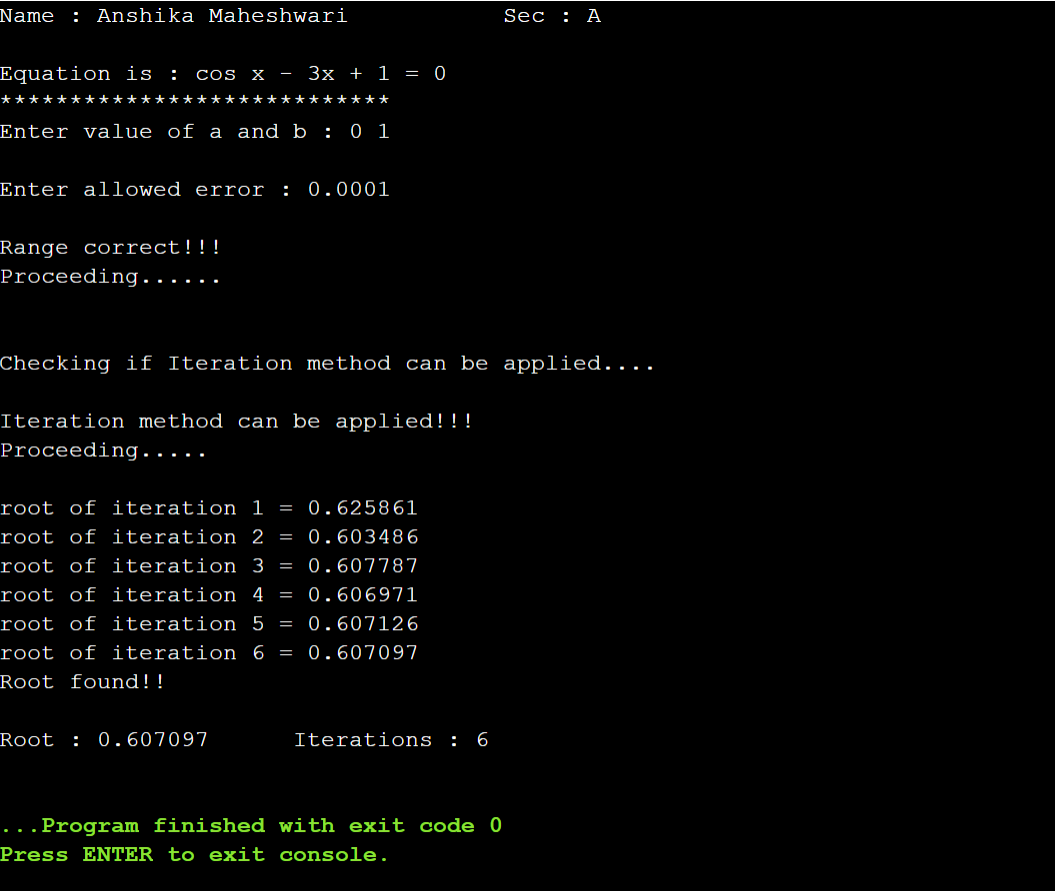 Name : Anshika Maheshwari Sec : A
Equation is : cos x - 3x + 1 = 0
****************************
Enter value of a and b : 0 1
Enter allowed error : 0.0001
Range correct!!!
Proceeding......
Checking if Iteration method can be applied....
Iteration method can be applied!!!
Proceeding.....
root of iteration 1 = 0.625861
root of iteration 2 = 0.603486
root of iteration 3 = 0.607787
root of iteration 4 = 0.606971
root of iteration 5 = 0.607126
root of iteration 6 = 0.607097
Root found!!
Root : 0.607097 Iterations : 6
...Program finished with exit code 0
Press ENTER to exit console.